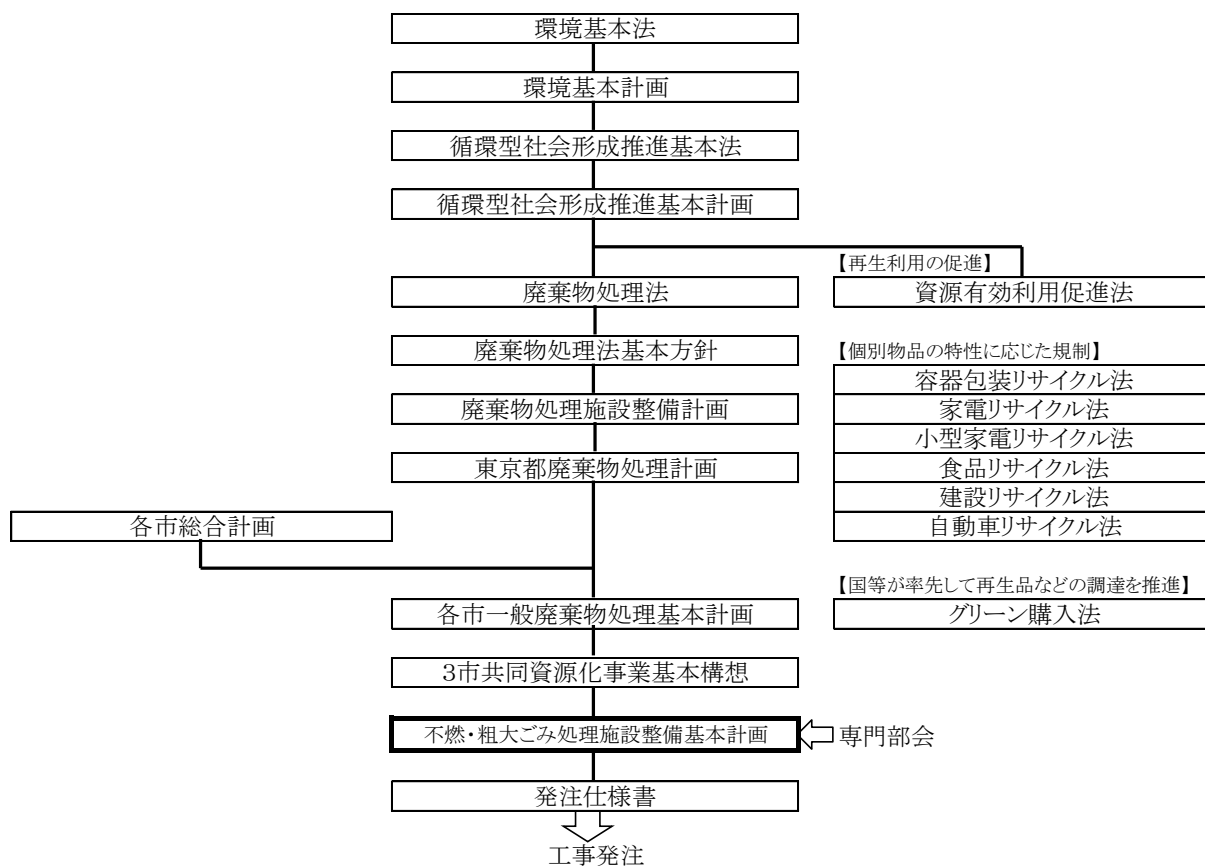 環境基本法
環境基本計画
循環型社会形成推進基本法
循環型社会形成推進基本計画
【再生利用の促進】
廃棄物処理法
資源有効利用促進法
廃棄物処理法基本方針
【個別物品の特性に応じた規制】
容器包装リサイクル法
廃棄物処理施設整備計画
家電リサイクル法
小型家電リサイクル法
東京都廃棄物処理計画
食品リサイクル法
建設リサイクル法
各市総合計画
自動車リサイクル法
【国等が率先して再生品などの調達を推進】
各市一般廃棄物処理基本計画
グリーン購入法
3市共同資源化事業基本構想
不燃・粗大ごみ処理施設整備基本計画
専門部会
発注仕様書
工事発注